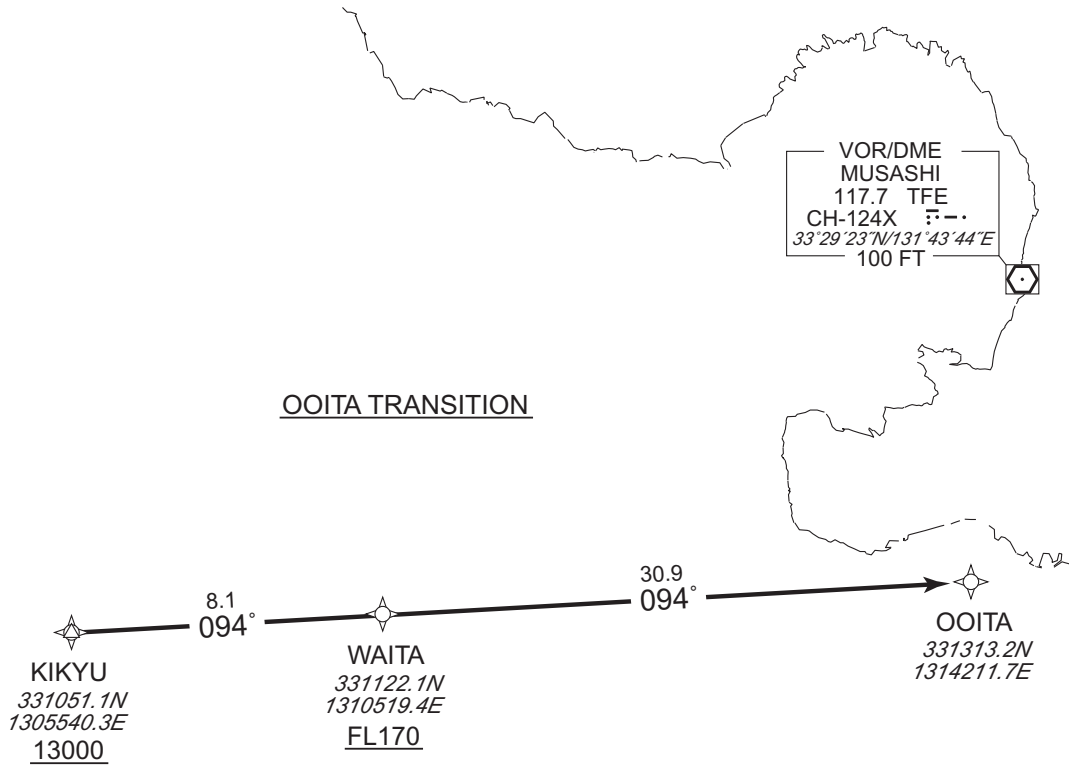 VOR/DME
MUSASHI
117.7 TFE
CH-124X
33°29´23˝N/131°43´44˝E
100 FT
OOITA TRANSITION
8.1
094°
30.9
094°
KIKYU
331051.1N
1305540.3E
13000
WAITA
331122.1N
1310519.4E
FL170
OOITA
331313.2N
1314211.7E